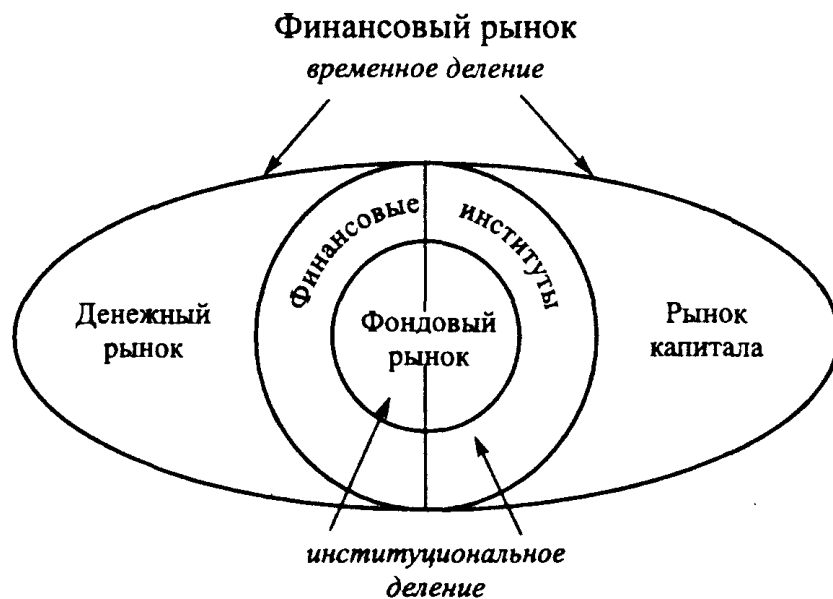 Финансовый рынок
временное деление
Финансовые институты
Денежный
рынок
Фондовый
рынок
Рынок
капитала
институциональное
деление